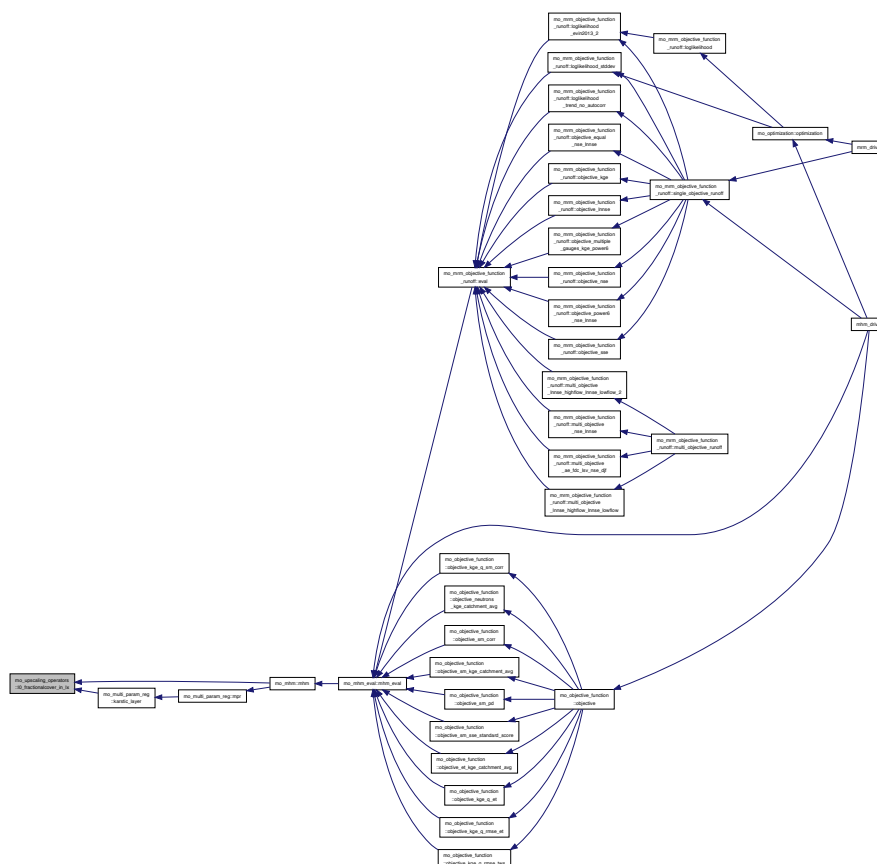 mo_mrm_objective_function
_runoff::loglikelihood
_evin2013_2
mo_mrm_objective_function
_runoff::loglikelihood
mo_mrm_objective_function
_runoff::loglikelihood_stddev
mo_mrm_objective_function
_runoff::loglikelihood
_trend_no_autocorr
mo_mrm_objective_function
_runoff::objective_equal
_nse_lnnse
mo_optimization::optimization
mrm_driv
mo_mrm_objective_function
_runoff::objective_kge
mo_mrm_objective_function
_runoff::single_objective_runoff
mo_mrm_objective_function
_runoff::objective_lnnse
mo_mrm_objective_function
_runoff::objective_multiple
_gauges_kge_power6
mo_mrm_objective_function
_runoff::eval
mo_mrm_objective_function
_runoff::objective_nse
mo_mrm_objective_function
_runoff::objective_power6
_nse_lnnse
mhm_driv
mo_mrm_objective_function
_runoff::objective_sse
mo_mrm_objective_function
_runoff::multi_objective
_lnnse_highflow_lnnse_lowflow_2
mo_mrm_objective_function
_runoff::multi_objective
_nse_lnnse
mo_mrm_objective_function
_runoff::multi_objective_runoff
mo_mrm_objective_function
_runoff::multi_objective
_ae_fdc_lsv_nse_djf
mo_mrm_objective_function
_runoff::multi_objective
_lnnse_highflow_lnnse_lowflow
mo_objective_function
::objective_kge_q_sm_corr
mo_objective_function
::objective_neutrons
_kge_catchment_avg
mo_objective_function
::objective_sm_corr
mo_objective_function
::objective_sm_kge_catchment_avg
mo_upscaling_operators
::l0_fractionalcover_in_lx
mo_multi_param_reg
::karstic_layer
mo_multi_param_reg::mpr
mo_mhm::mhm
mo_mhm_eval::mhm_eval
mo_objective_function
::objective_sm_pd
mo_objective_function
::objective
mo_objective_function
::objective_sm_sse_standard_score
mo_objective_function
::objective_et_kge_catchment_avg
mo_objective_function
::objective_kge_q_et
mo_objective_function
::objective_kge_q_rmse_et
mo_objective_function
::objective_kge_q_rmse_tws